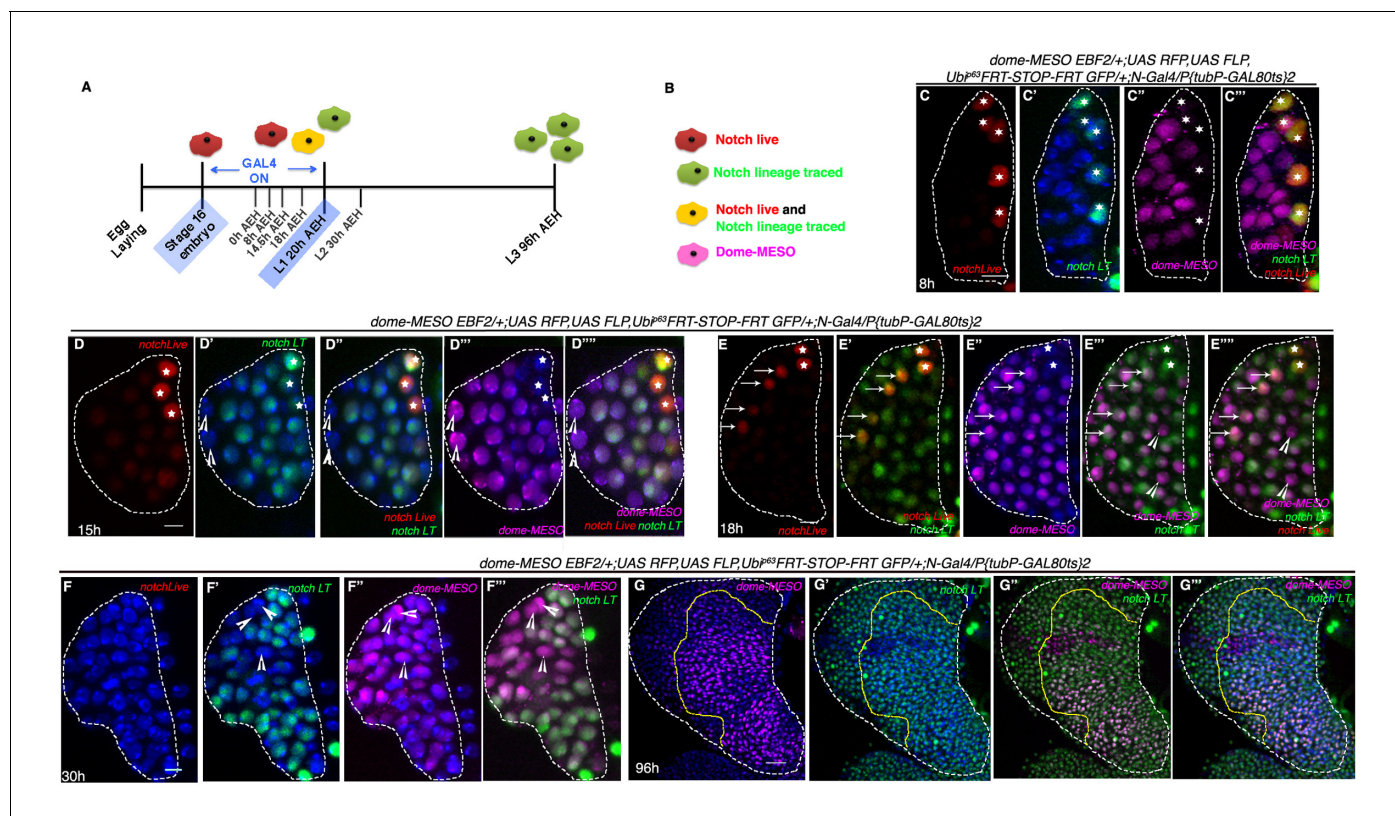 A
GAL4
ON
Egg
Laying
Stage 16
embryo
0h AEH
8h AEH
14.5h AEH
18h AEH
L1 20h AEH
L2 30h AEH
L3 96h AEH
B
Notch live
Notch lineage traced
Notch live and
Notch lineage traced
Dome-MESO
dome-MESO EBF2/+;UAS RFP,UAS FLP,
Ubiᵖ⁶³FRT-STOP-FRT GFP/+;N-Gal4/P{tubP-GAL80ts}2
C
C'
C''
C'''
8h
notchLive
notch LT
dome-MESO
dome-MESO
notch LT
notch Live
dome-MESO EBF2/+;UAS RFP,UAS FLP,Ubiᵖ⁶³FRT-STOP-FRT GFP/+;N-Gal4/P{tubP-GAL80ts}2
D
notchLive
D'
notch LT
D''
D'''
D''''
E
E'
E''
E'''
E''''
15h
notch Live
notch LT
dome-MESO
dome-MESO
notch Live notch LT
18h
notchLive
notch Live
notch LT
dome-MESO
dome-MESO
notch LT
dome-MESO
notch LT
notch Live
dome-MESO EBF2/+;UAS RFP,UAS FLP,Ubiᵖ⁶³FRT-STOP-FRT GFP/+;N-Gal4/P{tubP-GAL80ts}2
F
notchLive
F'
notch LT
F''
dome-MESO
F'''
dome-MESO
notch LT
G
dome-MESO
G'
notch LT
G''
dome-MESO
notch LT
G'''
dome-MESO
notch LT
30h
96h